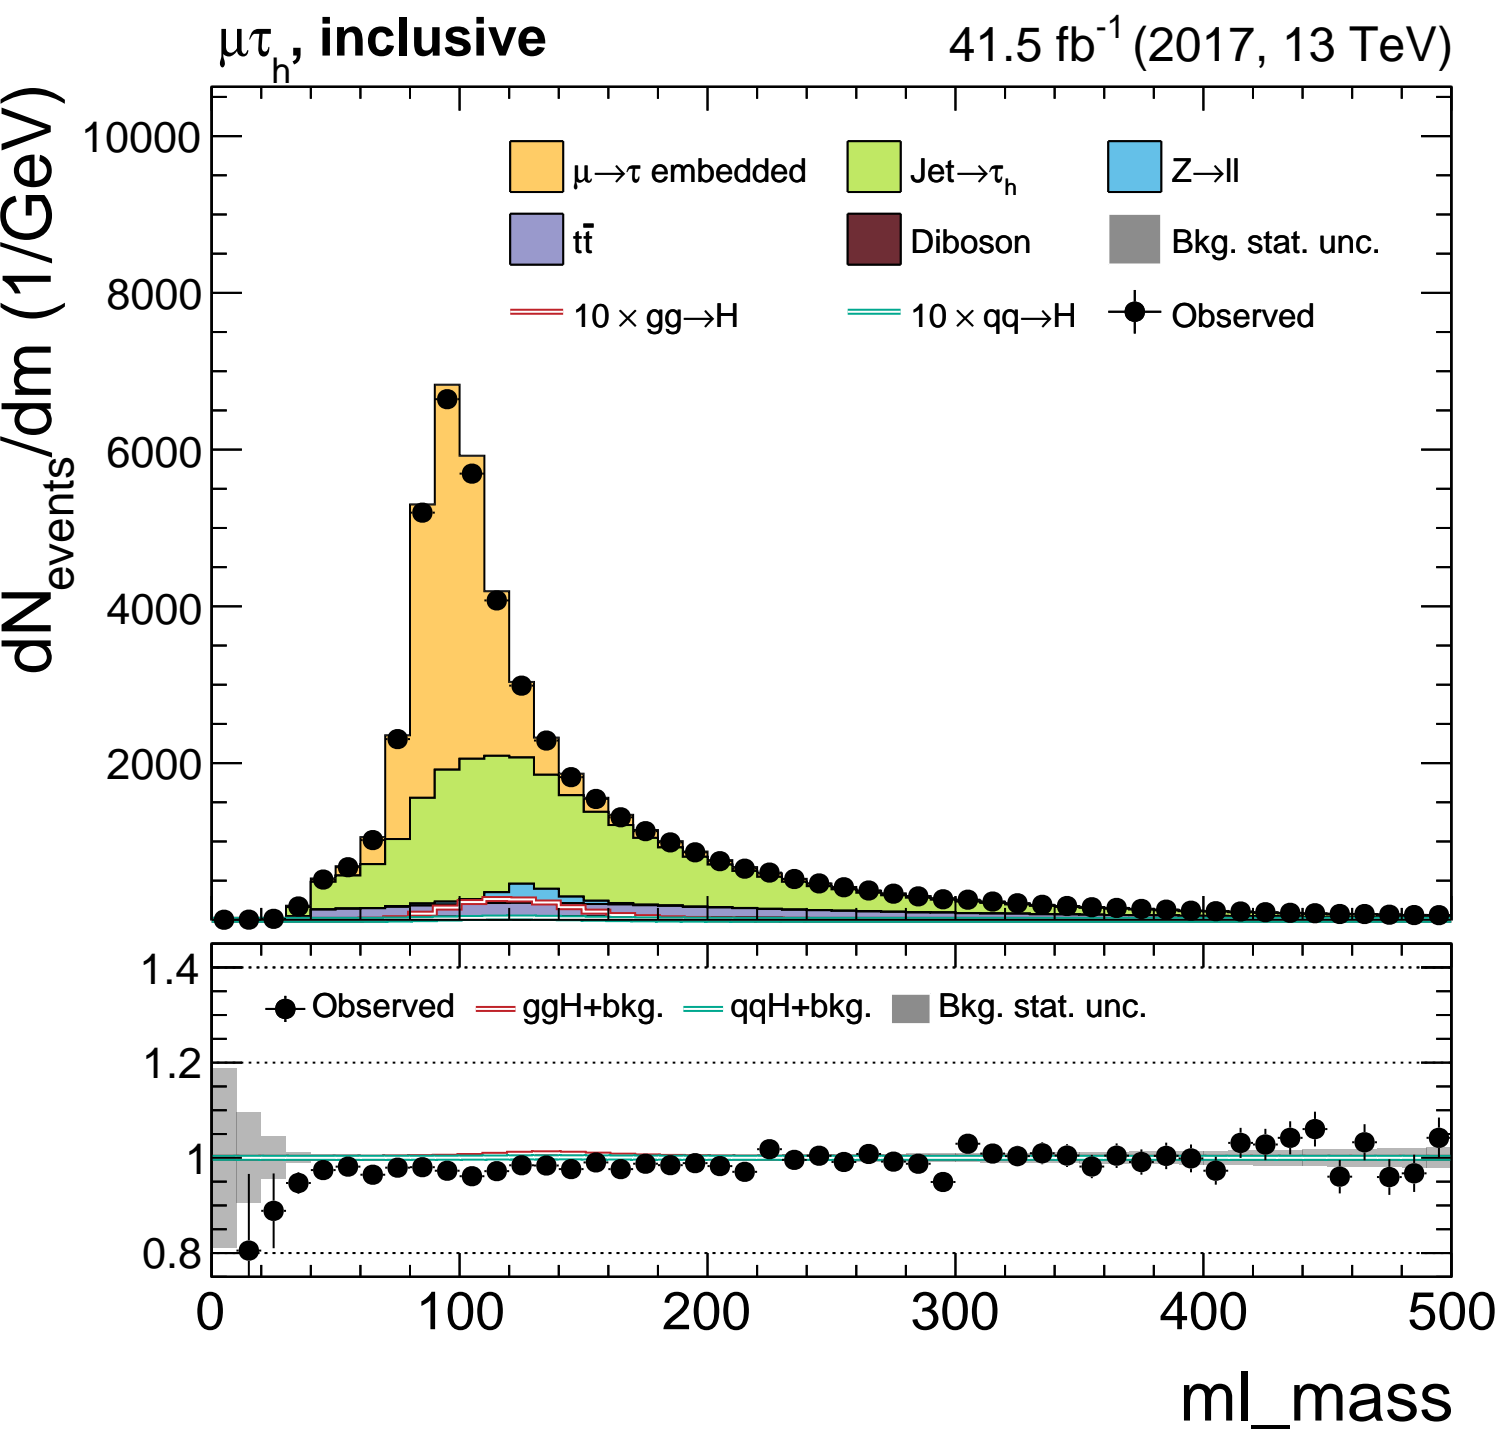 μτh, inclusive 41.5 fb-1 (2017, 13 TeV)
dNevents/dm (1/GeV)
10000
8000
6000
4000
2000
μ→τ embedded Jet→τh Z→ll
tt̄ Diboson Bkg. stat. unc.
10 × gg→H 10 × qq→H Observed
1.4
1.2
1
0.8
Observed ggH+bkg. qqH+bkg. Bkg. stat. unc.
0 100 200 300 400 500
ml_mass